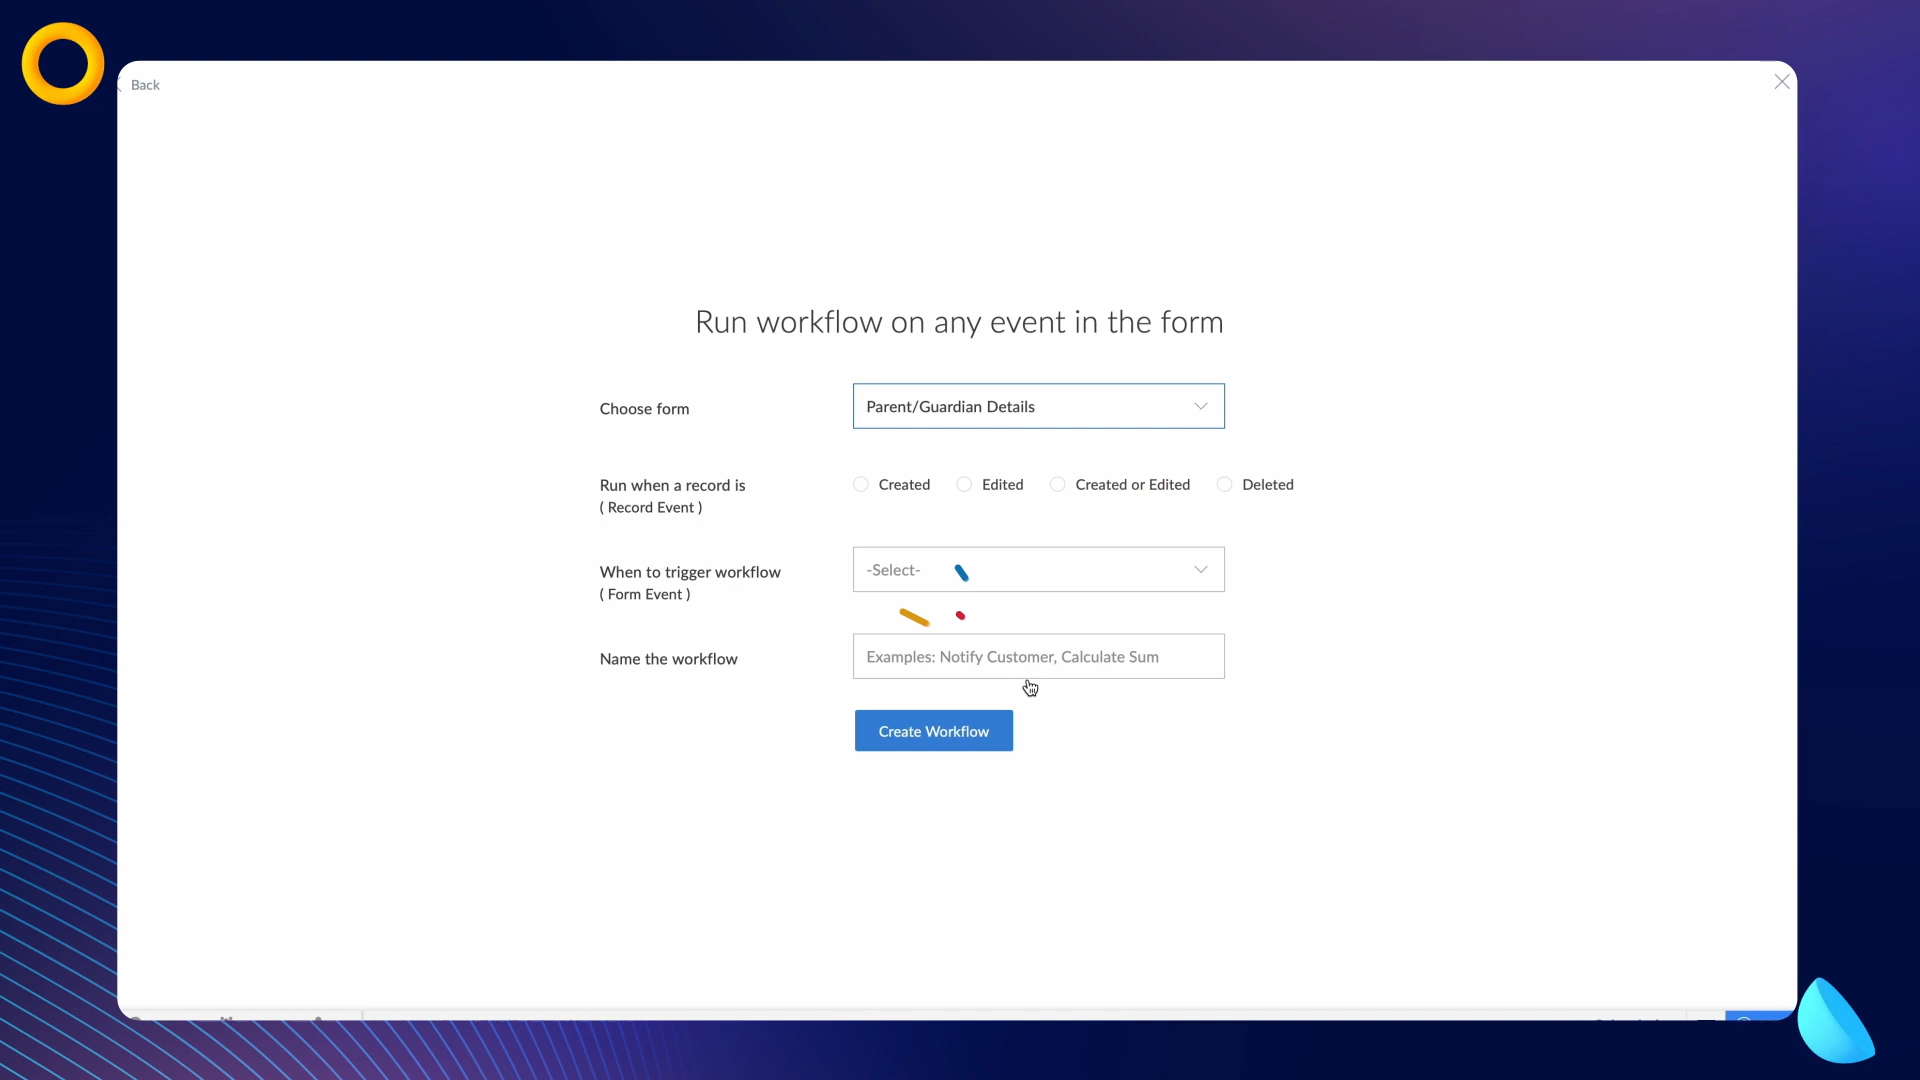 Back
Run workflow on any event in the form
Choose form
Parent/Guardian Details
Run when a record is
( Record Event )
Created
Edited
Created or Edited
Deleted
When to trigger workflow
( Form Event )
-Select-
Name the workflow
Examples: Notify Customer, Calculate Sum
Create Workflow